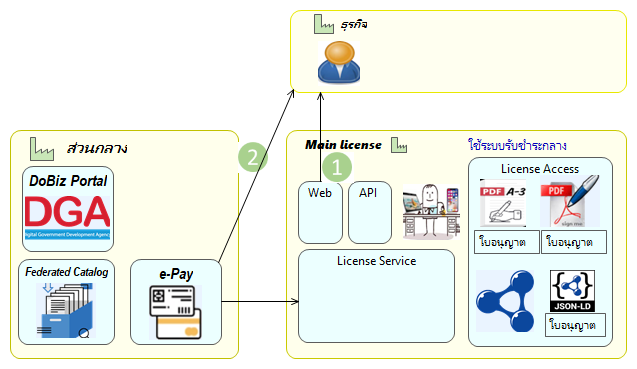 ธุรกิจ
ส่วนกลาง
2
DoBiz Portal
DGA
Digital Government Development Agency
Federated Catalog
e-Pay
Main license
ใช้ระบบรับชำระกลาง
1
Web
API
License Service
License Access
PDF A-3
PDF
sign me
ใบอนุญาต
ใบอนุญาต
JSON-LD
ใบอนุญาต